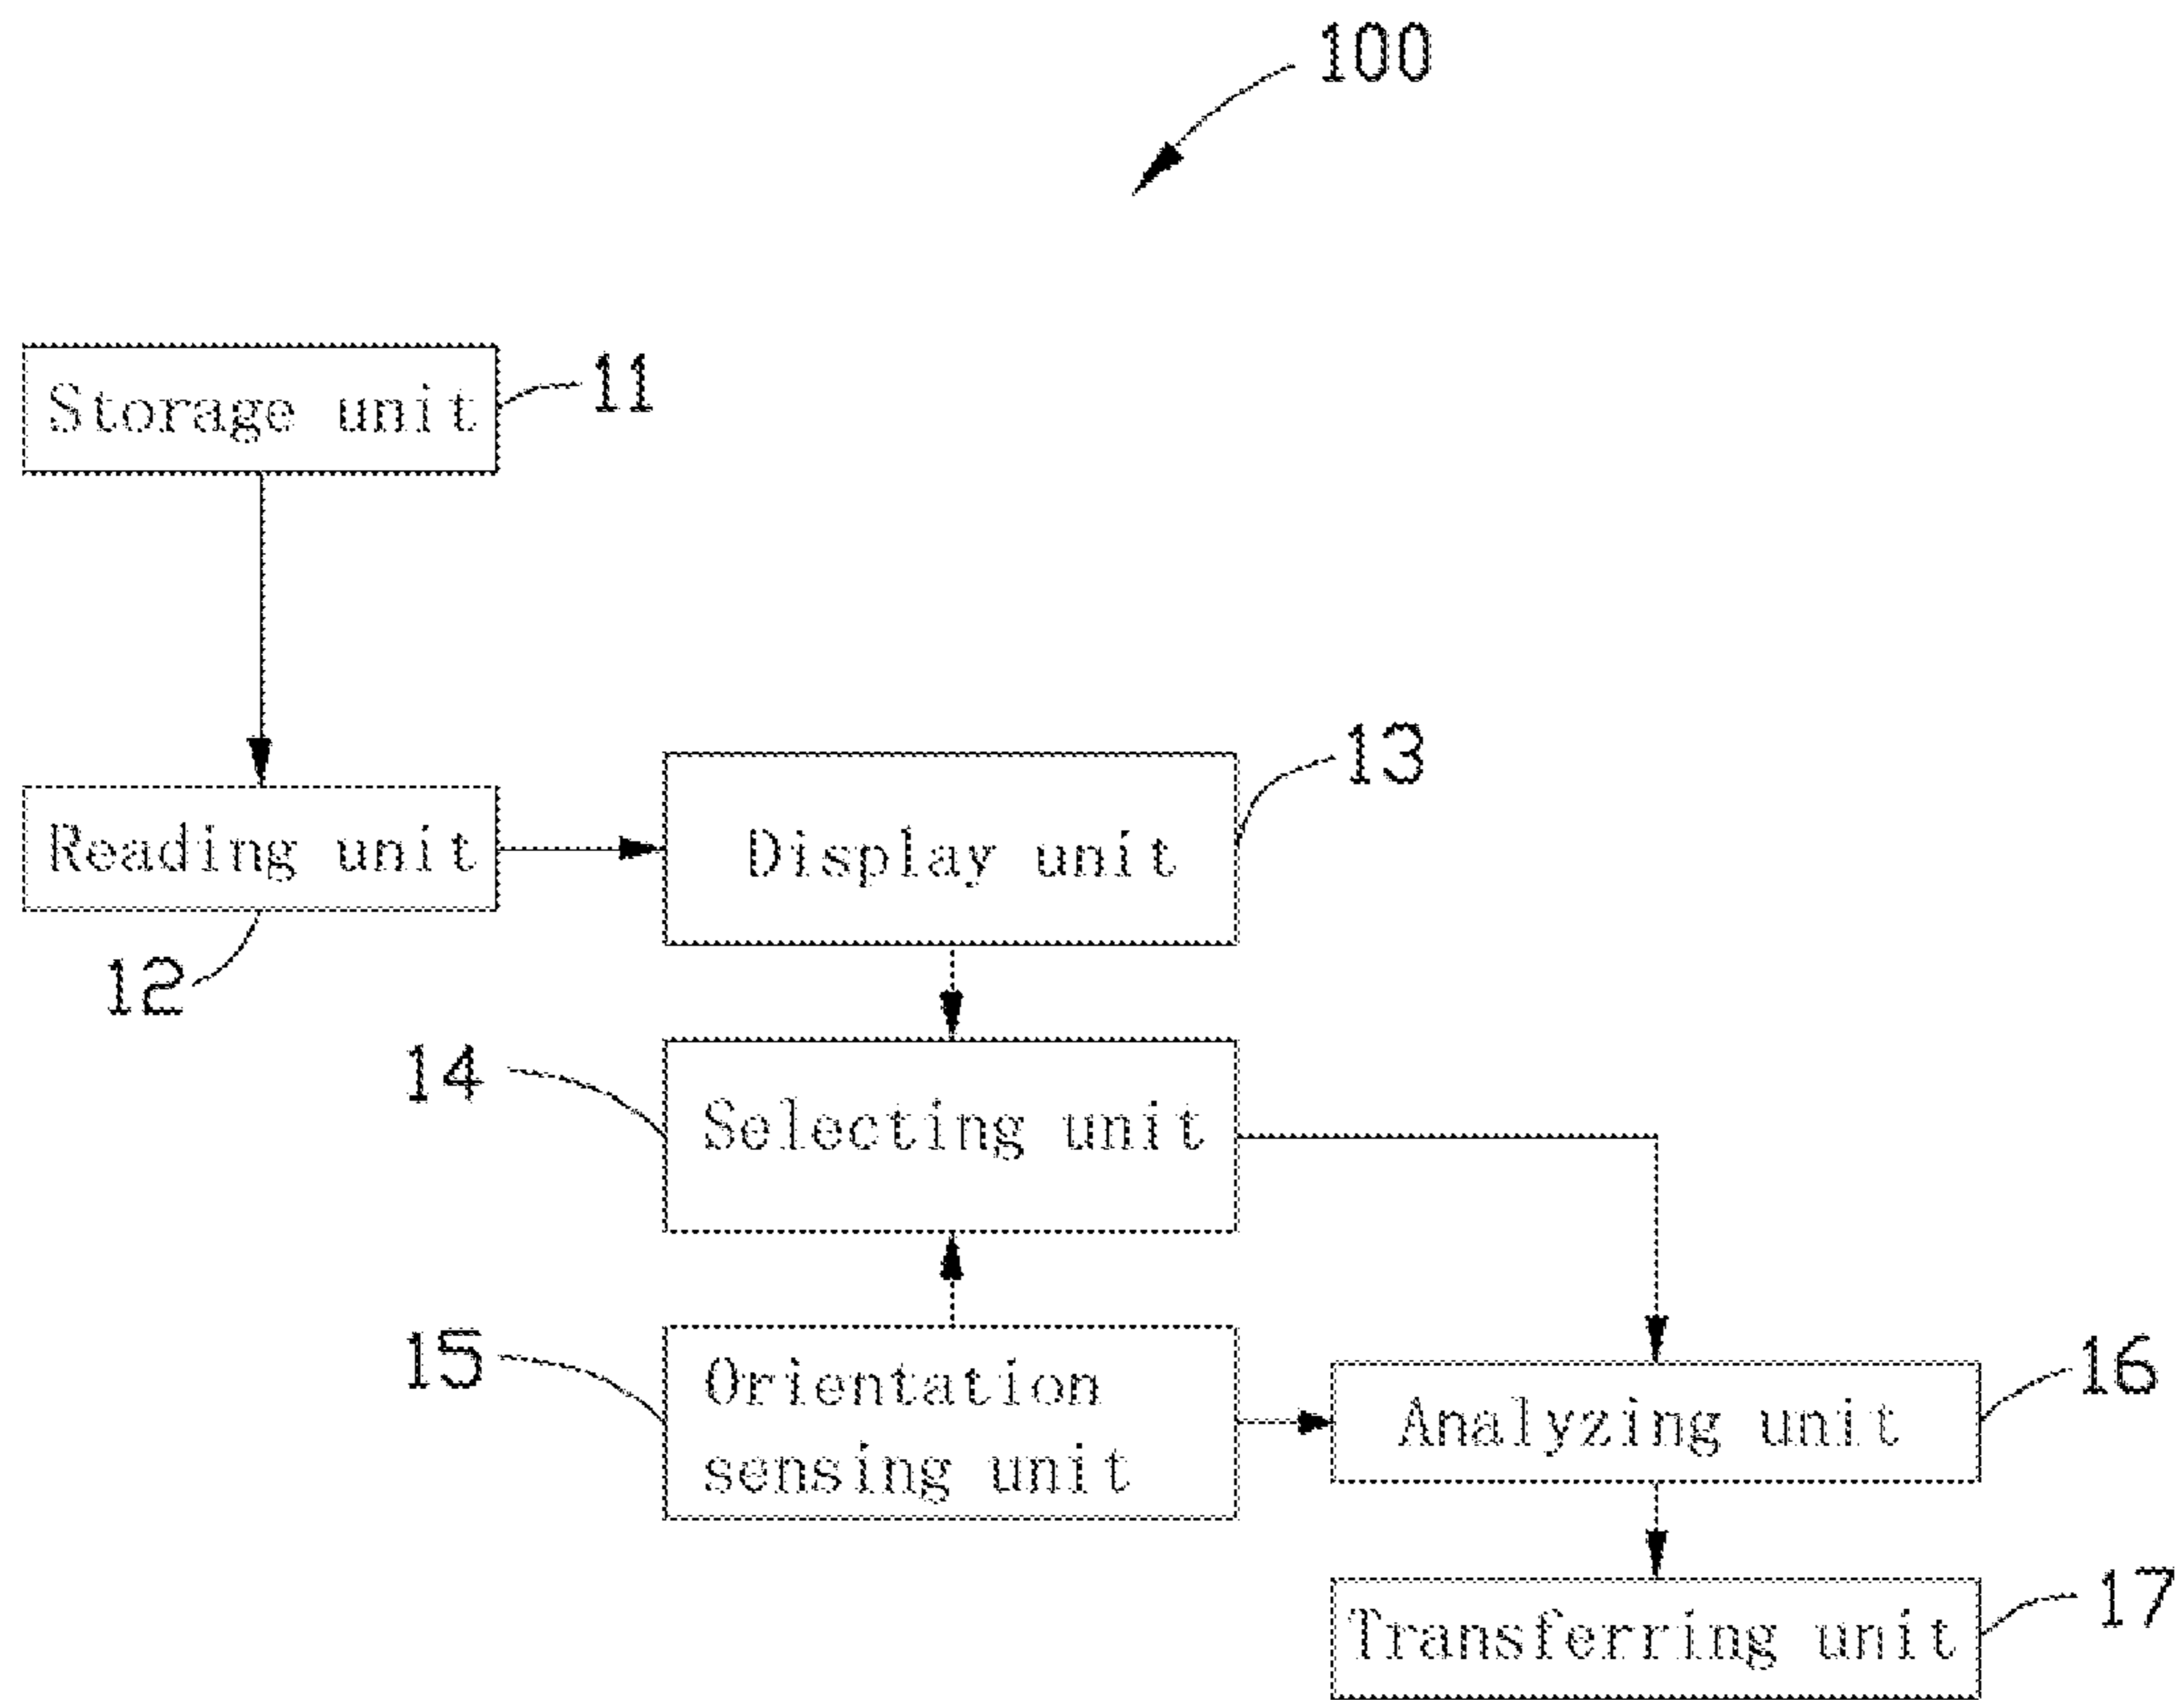 100
Storage unit
11
Reading unit
12
Display unit
13
14
Selecting unit
15
Orientation
sensing unit
Analyzing unit
16
Transferring unit
17